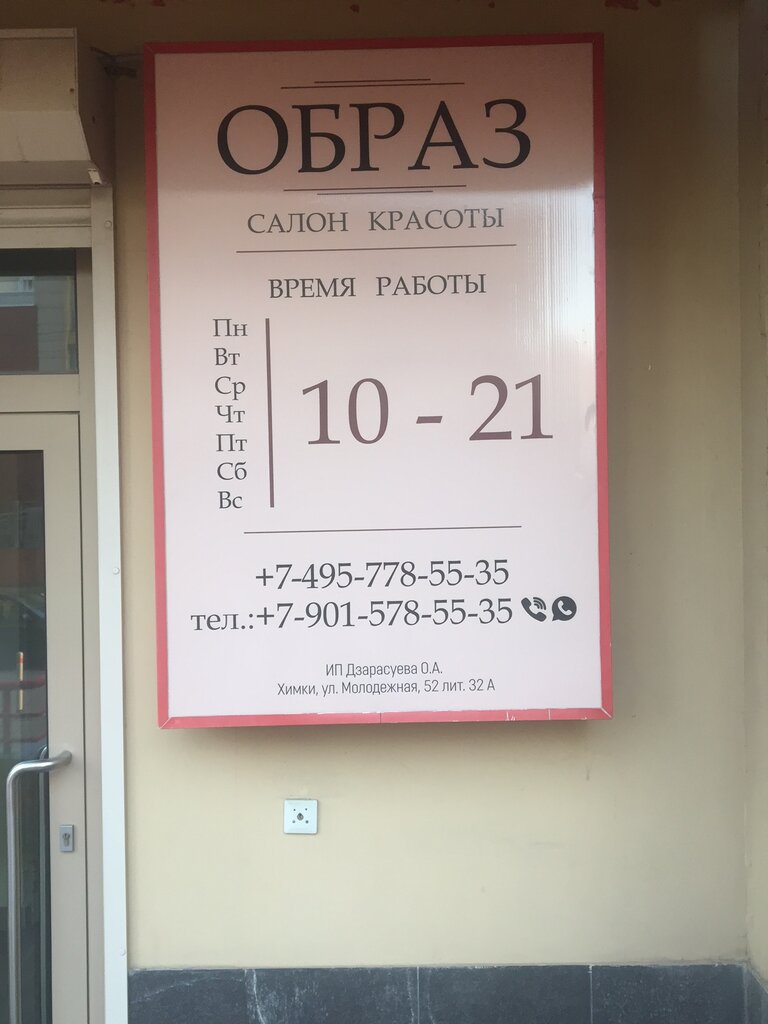 ОБРАЗ
САЛОН КРАСОТЫ
ВРЕМЯ РАБОТЫ
Пн
Вт
Ср
Чт
Пт
Сб
Вс
10 - 21
+7-495-778-55-35
тел.:+7-901-578-55-35
ИП Дзарасуева О.А.
Химки, ул. Молодежная, 52 лит. 32 А